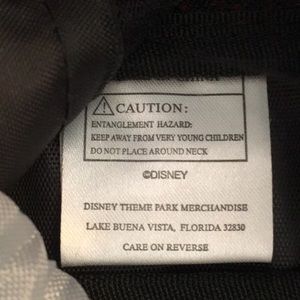 ⚠CAUTION:
ENTANGLEMENT HAZARD:
KEEP AWAY FROM VERY YOUNG CHILDREN
DO NOT PLACE AROUND NECK
©DISNEY
DISNEY THEME PARK MERCHANDISE
LAKE BUENA VISTA, FLORIDA 32830
CARE ON REVERSE